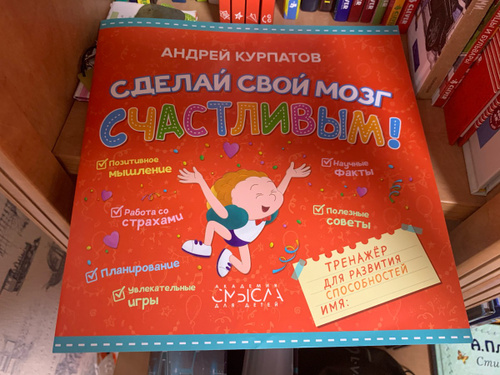 АНДРЕЙ КУРПАТОВ
СДЕЛАЙ СВОЙ МОЗГ
СЧАСТЛИВЫМ!
Позитивное
мышление
Научные
факты
Работа со
страхами
Полезные
советы
Планирование
Увлекательные
игры
АКАДЕМИЯ
СМЫСЛА
ДЛЯ ДЕТЕЙ
ТРЕНАЖЁР
ДЛЯ РАЗВИТИЯ
СПОСОБНОСТЕЙ
ИМЯ: